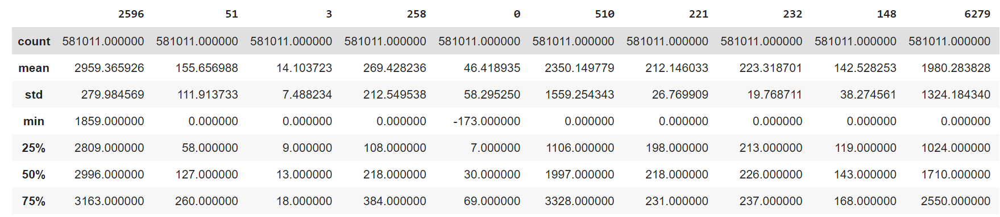 2596 51 3 258 0 510 221 232 148 6279
count 581011.000000 581011.000000 581011.000000 581011.000000 581011.000000 581011.000000 581011.000000 581011.000000 581011.000000 581011.000000
mean 2959.365926 155.656988 14.103723 269.428236 46.418935 2350.149779 212.146033 223.318701 142.528253 1980.283828
std 279.984569 111.913733 7.488234 212.549538 58.295250 1559.254343 26.769909 19.768711 38.274561 1324.184340
min 1859.000000 0.000000 0.000000 0.000000 -173.000000 0.000000 0.000000 0.000000 0.000000 0.000000
25% 2809.000000 58.000000 9.000000 108.000000 7.000000 1106.000000 198.000000 213.000000 119.000000 1024.000000
50% 2996.000000 127.000000 13.000000 218.000000 30.000000 1997.000000 218.000000 226.000000 143.000000 1710.000000
75% 3163.000000 260.000000 18.000000 384.000000 69.000000 3328.000000 231.000000 237.000000 168.000000 2550.000000